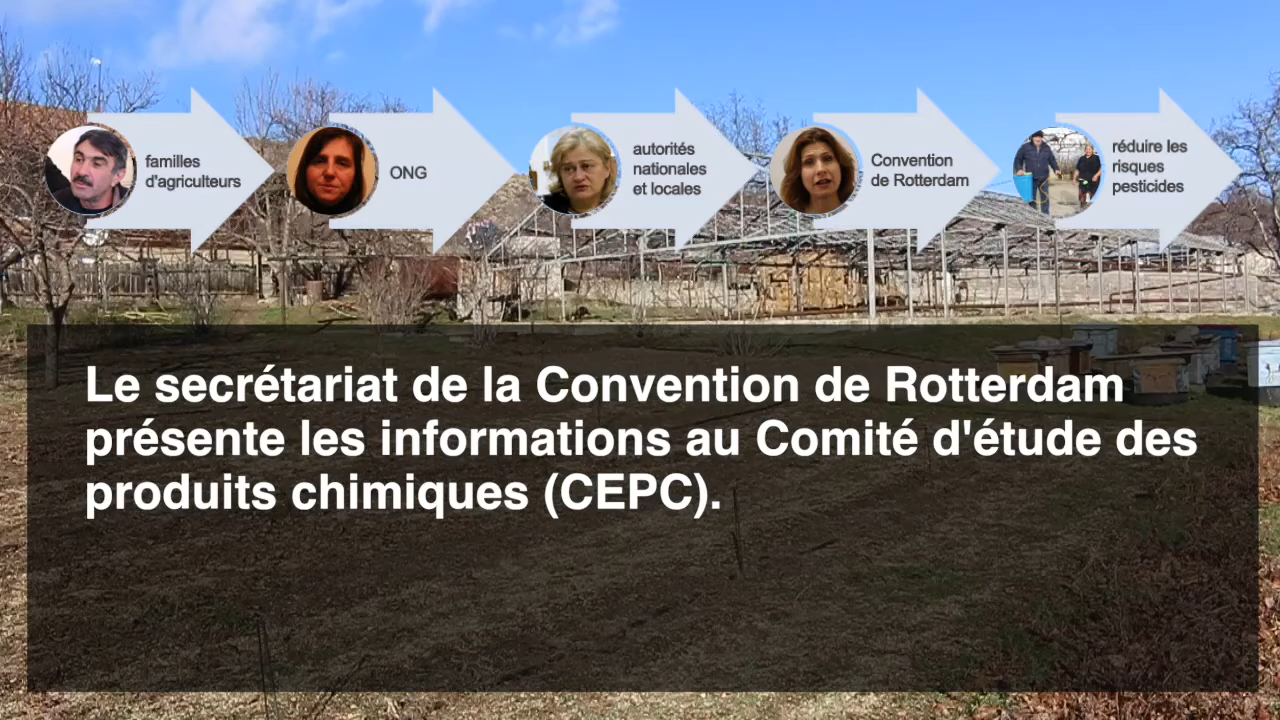 familles
d'agriculteurs
ONG
autorités
nationales
et locales
Convention
de Rotterdam
réduire les
risques
pesticides
Le secrétariat de la Convention de Rotterdam
présente les informations au Comité d'étude des
produits chimiques (CEPC).